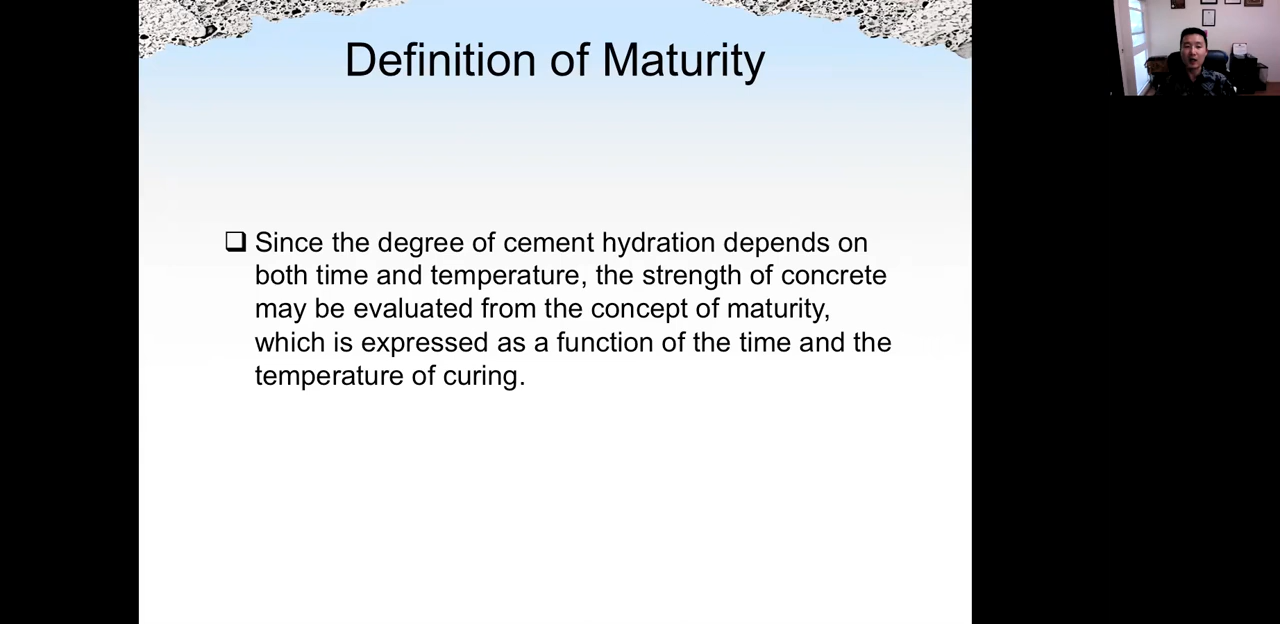 Definition of Maturity
❑ Since the degree of cement hydration depends on
both time and temperature, the strength of concrete
may be evaluated from the concept of maturity,
which is expressed as a function of the time and the
temperature of curing.